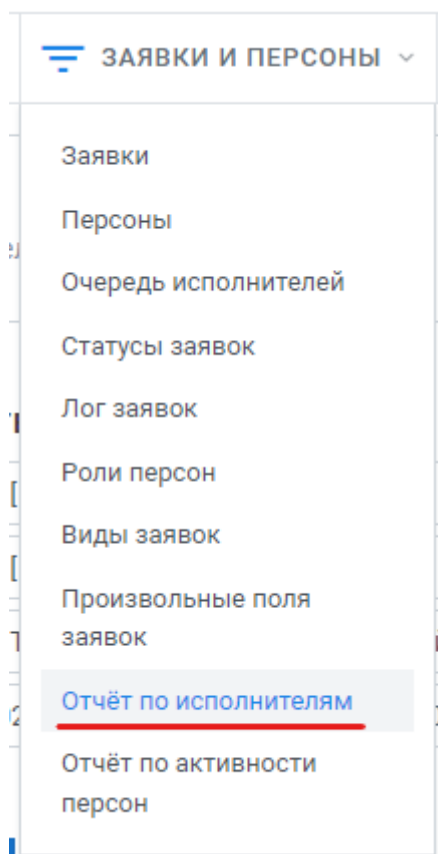 ЗАЯВКИ И ПЕРСОНЫ
Заявки
Персоны
Очередь исполнителей
Статусы заявок
Лог заявок
Роли персон
Виды заявок
Произвольные поля
заявок
Отчёт по исполнителям
Отчёт по активности
персон